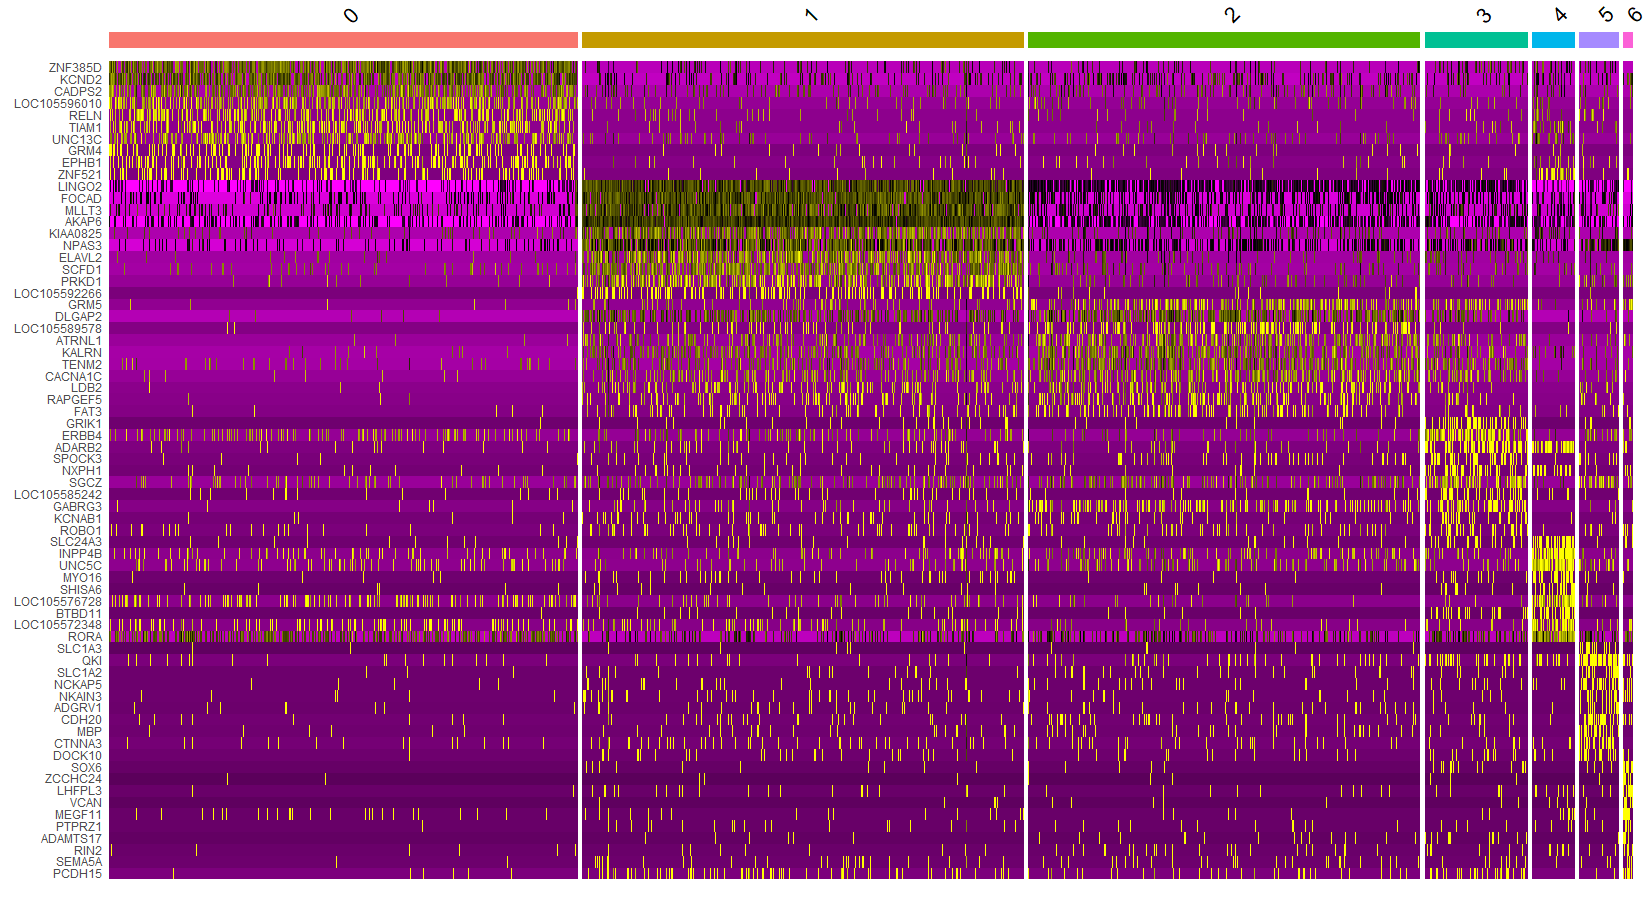 0 1 2 3 4 5 6
ZNF385D
KCND2
CADPS2
LOC105596010
RELN
TIAM1
UNC13C
GRM4
EPHB1
ZNF521
LINGO2
FOCAD
MLLT3
AKAP6
KIAA0825
NPAS3
ELAVL2
SCFD1
PRKD1
LOC105592266
GRM5
DLGAP2
LOC105589578
ATRNL1
KALRN
TENM2
CACNA1C
LDB2
RAPGEF5
FAT3
GRIK1
ERBB4
ADARB2
SPOCK3
NXPH1
SGCZ
LOC105585242
GABRG3
KCNAB1
ROBO1
SLC24A3
INPP4B
UNC5C
MYO16
SHISA6
LOC105576728
BTBD11
LOC105572348
RORA
SLC1A3
QKI
SLC1A2
NCKAP5
NKAIN3
ADGRV1
CDH20
MBP
CTNNA3
DOCK10
SOX6
ZCCHC24
LHFPL3
VCAN
MEGF11
PTPRZ1
ADAMTS17
RIN2
SEMA5A
PCDH15